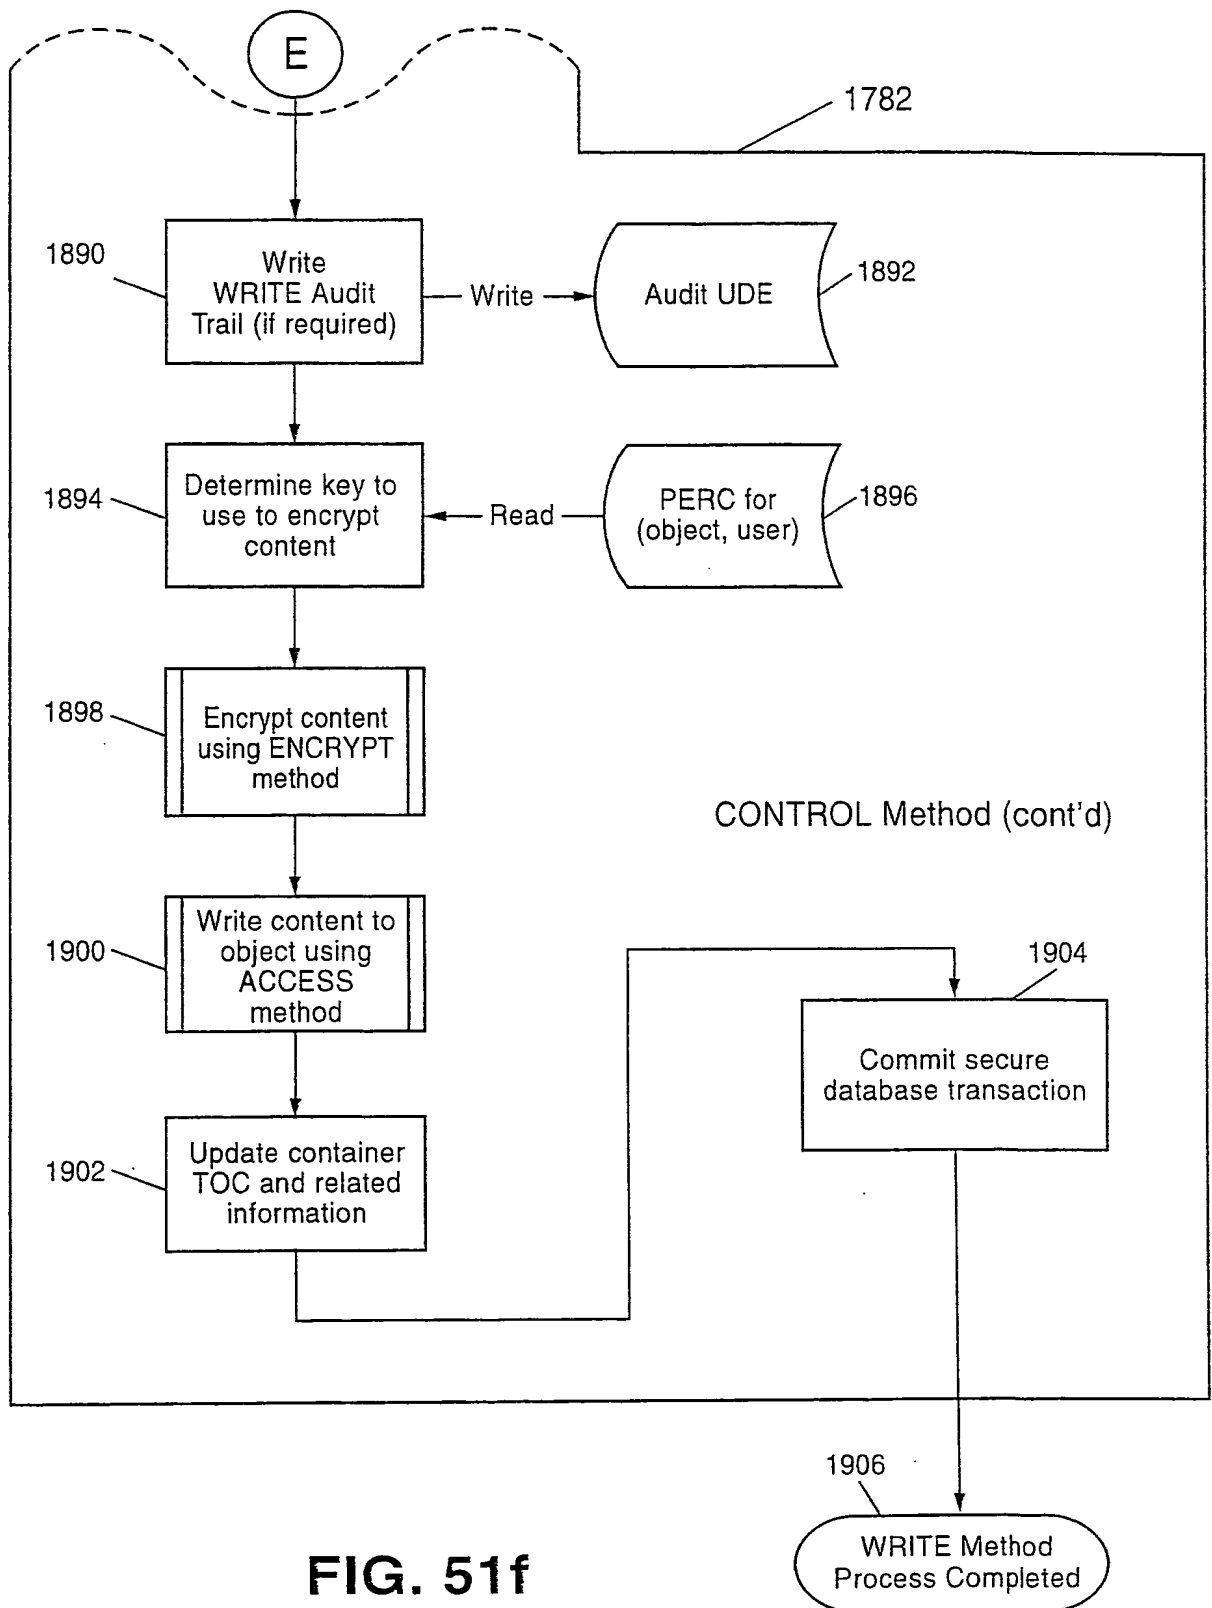 E
1782
1890
Write
WRITE Audit
Trail (if required)
Write
Audit UDE
1892
1894
Determine key to
use to encrypt
content
Read
PERC for
(object, user)
1896
1898
Encrypt content
using ENCRYPT
method
CONTROL Method (cont'd)
1900
Write content to
object using
ACCESS
method
1904
Commit secure
database transaction
1902
Update container
TOC and related
information
1906
WRITE Method
Process Completed
FIG. 51f